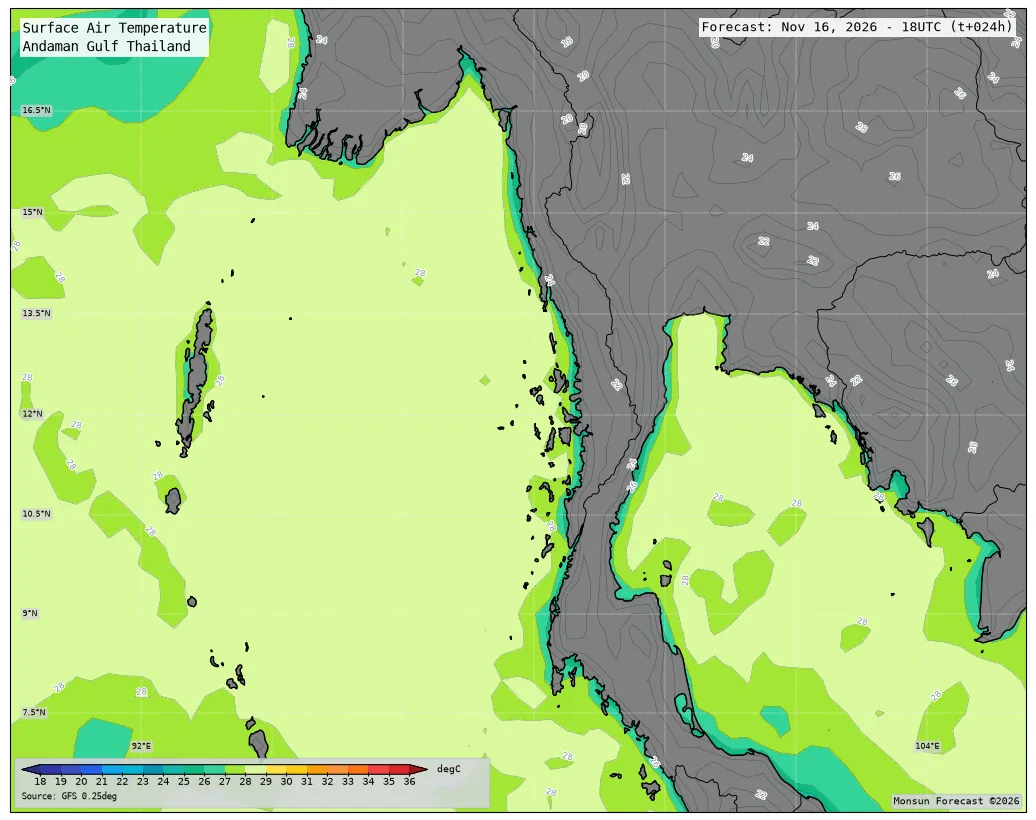 Surface Air Temperature
Andaman Gulf Thailand
Forecast: Nov 16, 2026 - 18UTC (t+024h)
16.5°N
15°N
13.5°N
12°N
10.5°N
9°N
7.5°N
92°E
104°E
18 19 20 21 22 23 24 25 26 27 28 29 30 31 32 33 34 35 36
degC
Source: GFS 0.25deg
Monsun Forecast ©2026